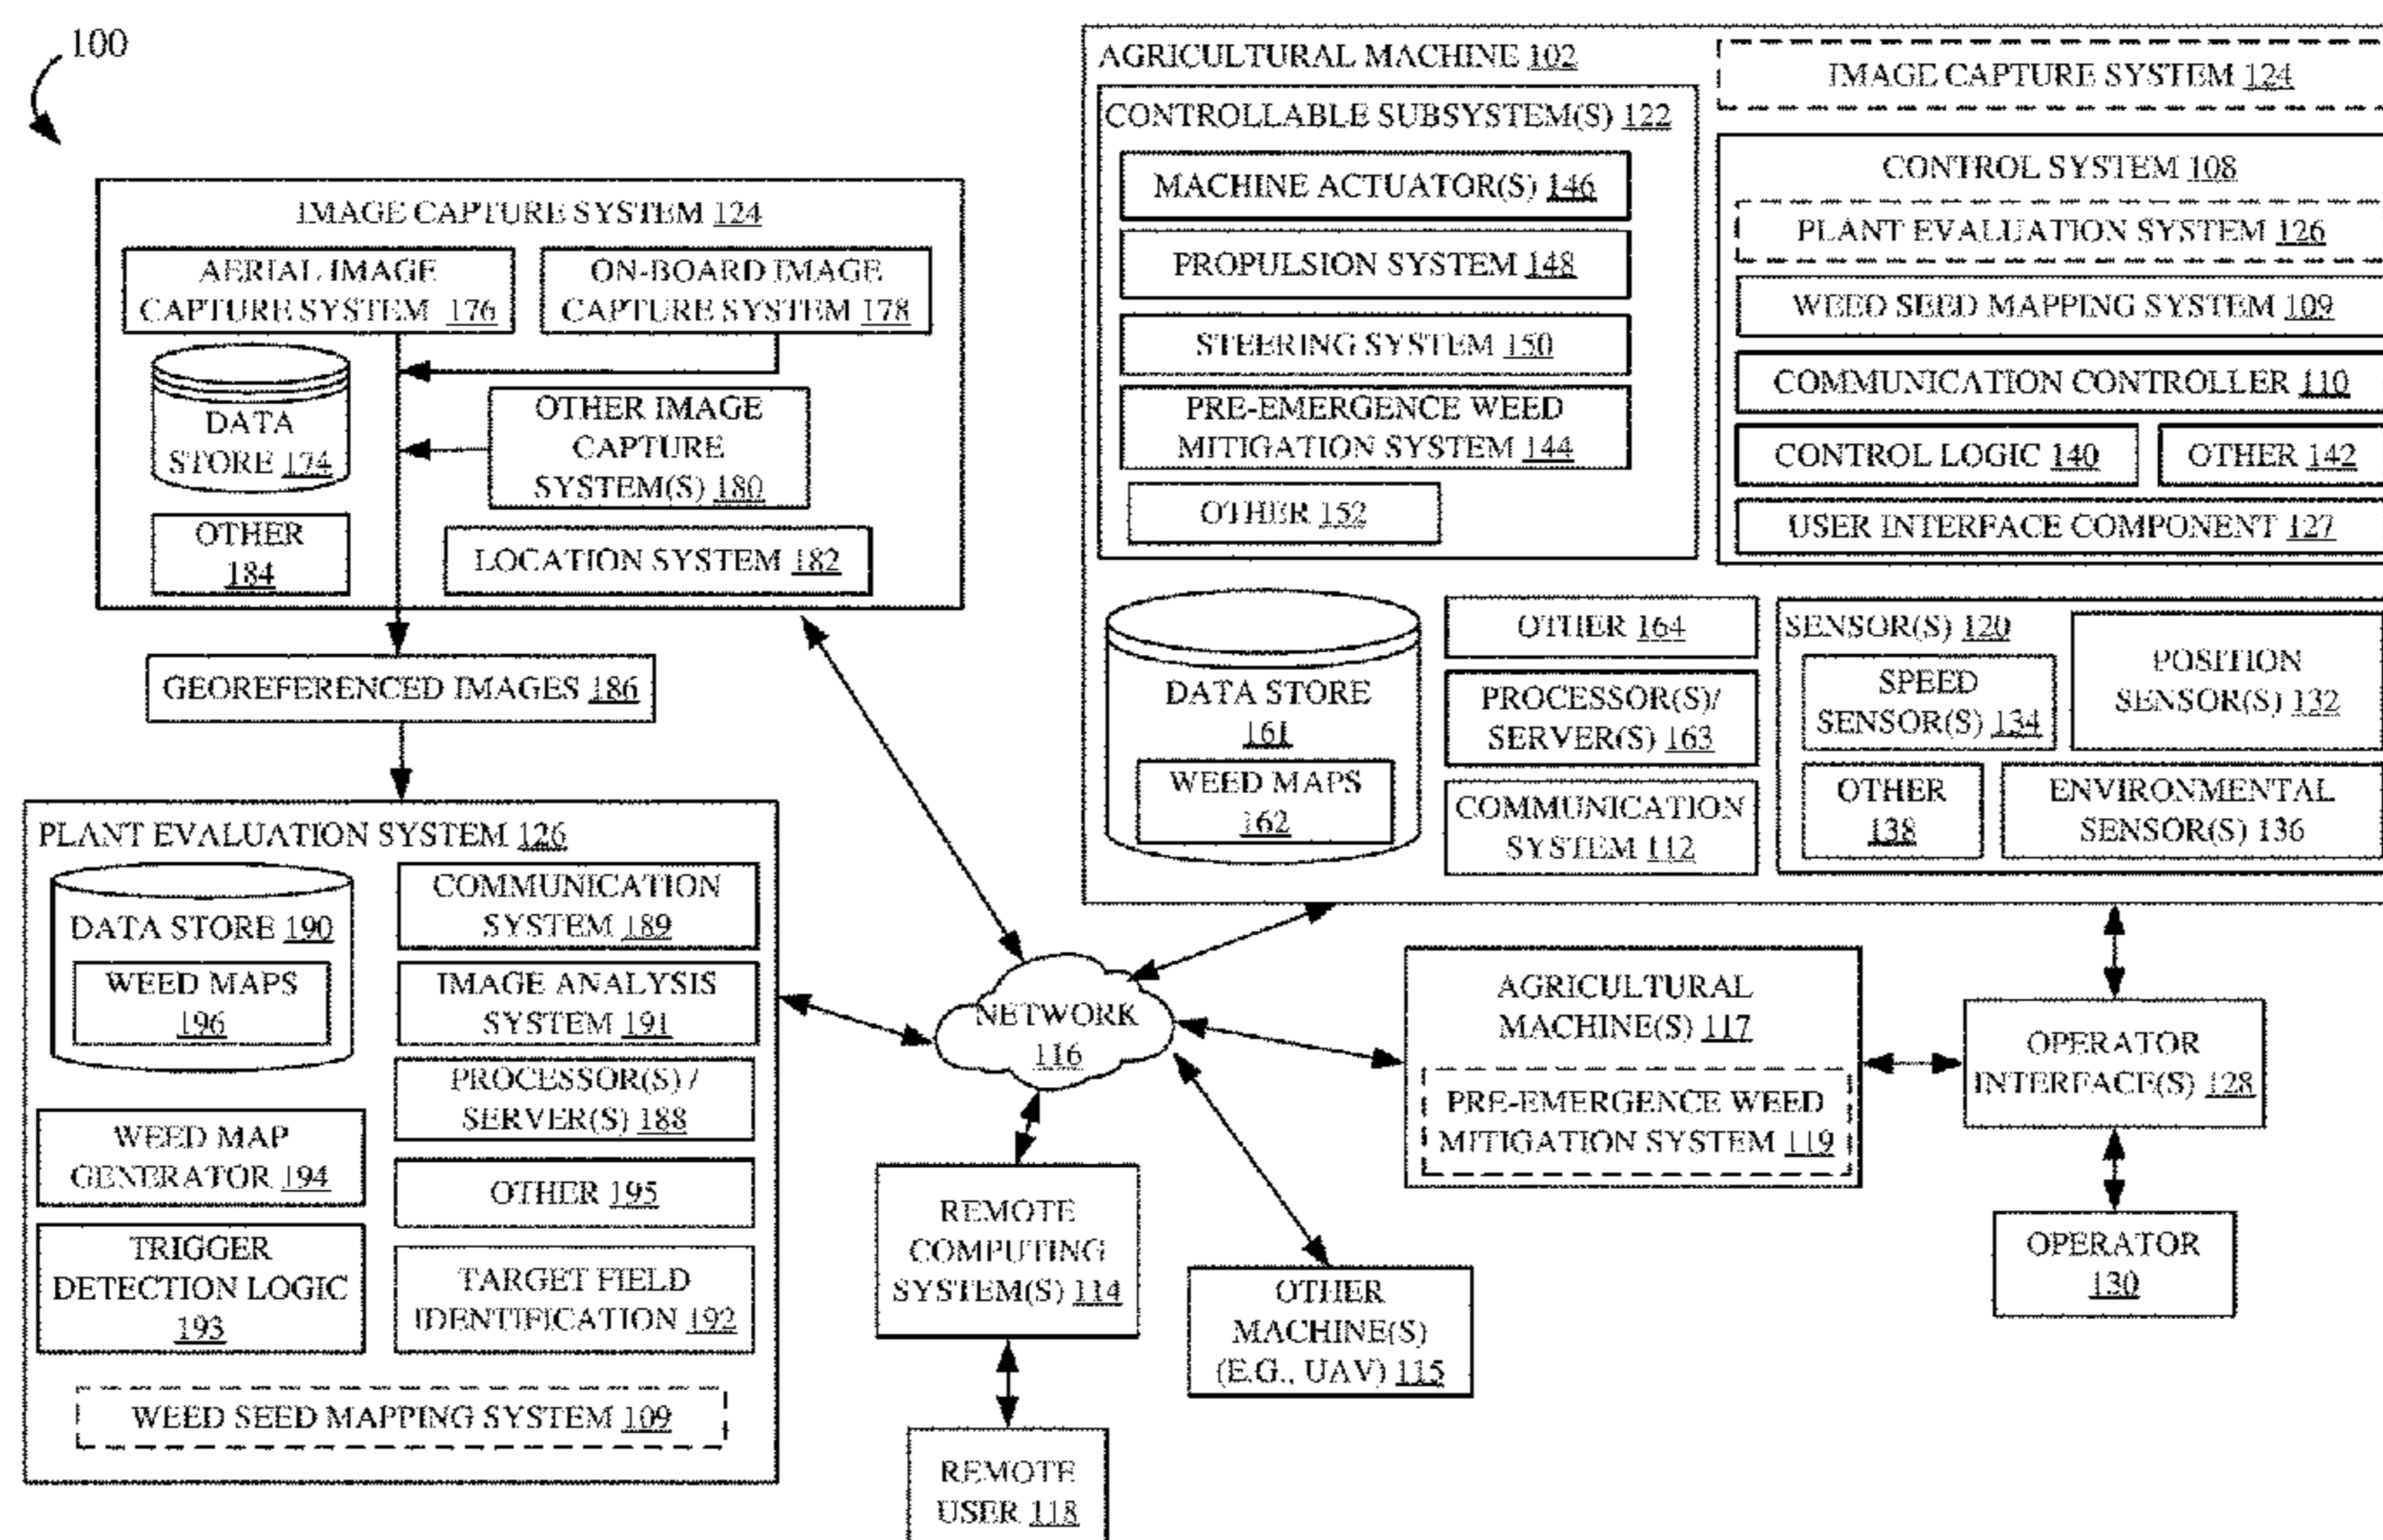 100
AGRICULTURAL MACHINE 102
IMAGE CAPTURE SYSTEM 124
CONTROLLABLE SUBSYSTEM(S) 122
MACHINE ACTUATOR(S) 146
PROPULSION SYSTEM 148
STEERING SYSTEM 150
PRE-EMERGENCE WEED
MITIGATION SYSTEM 144
OTHER 152
CONTROL SYSTEM 108
PLANT EVALUATION SYSTEM 126
WEED SEED MAPPING SYSTEM 109
COMMUNICATION CONTROLLER 110
CONTROL LOGIC 140
OTHER 142
USER INTERFACE COMPONENT 127
DATA STORE
161
WEED MAPS
162
OTHER 164
PROCESSOR(S)/
SERVER(S) 163
COMMUNICATION
SYSTEM 112
SENSOR(S) 120
SPEED
SENSOR(S) 134
POSITION
SENSOR(S) 132
OTHER
138
ENVIRONMENTAL
SENSOR(S) 136
IMAGE CAPTURE SYSTEM 124
AERIAL IMAGE
CAPTURE SYSTEM 176
ON-BOARD IMAGE
CAPTURE SYSTEM 178
DATA
STORE 174
OTHER IMAGE
CAPTURE
SYSTEM(S) 180
OTHER
184
LOCATION SYSTEM 182
GEOREFERENCED IMAGES 186
PLANT EVALUATION SYSTEM 126
DATA STORE 190
WEED MAPS
196
COMMUNICATION
SYSTEM 189
IMAGE ANALYSIS
SYSTEM 191
PROCESSOR(S) /
SERVER(S) 188
WEED MAP
GENERATOR 194
OTHER 195
TRIGGER
DETECTION LOGIC
193
TARGET FIELD
IDENTIFICATION 192
WEED SEED MAPPING SYSTEM 109
NETWORK
116
REMOTE
COMPUTING
SYSTEM(S) 114
REMOTE
USER 118
OTHER
MACHINE(S)
(E.G., UAV) 115
AGRICULTURAL
MACHINE(S) 117
PRE-EMERGENCE WEED
MITIGATION SYSTEM 119
OPERATOR
INTERFACE(S) 128
OPERATOR
130